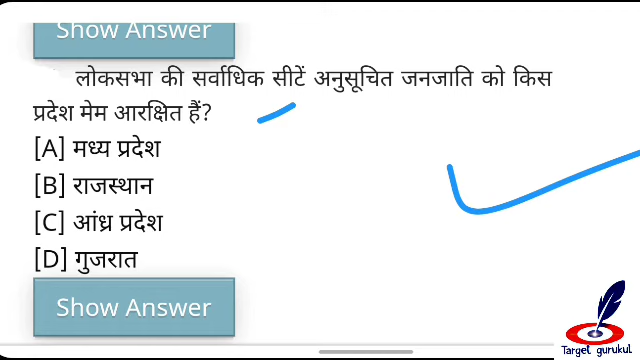 Show Answer
लोकसभा की सर्वाधिक सीटें अनुसूचित जनजाति को किस
प्रदेश मेम आरक्षित हैं?
[A] मध्य प्रदेश
[B] राजस्थान
[C] आंध्र प्रदेश
[D] गुजरात
Show Answer
Target gurukul